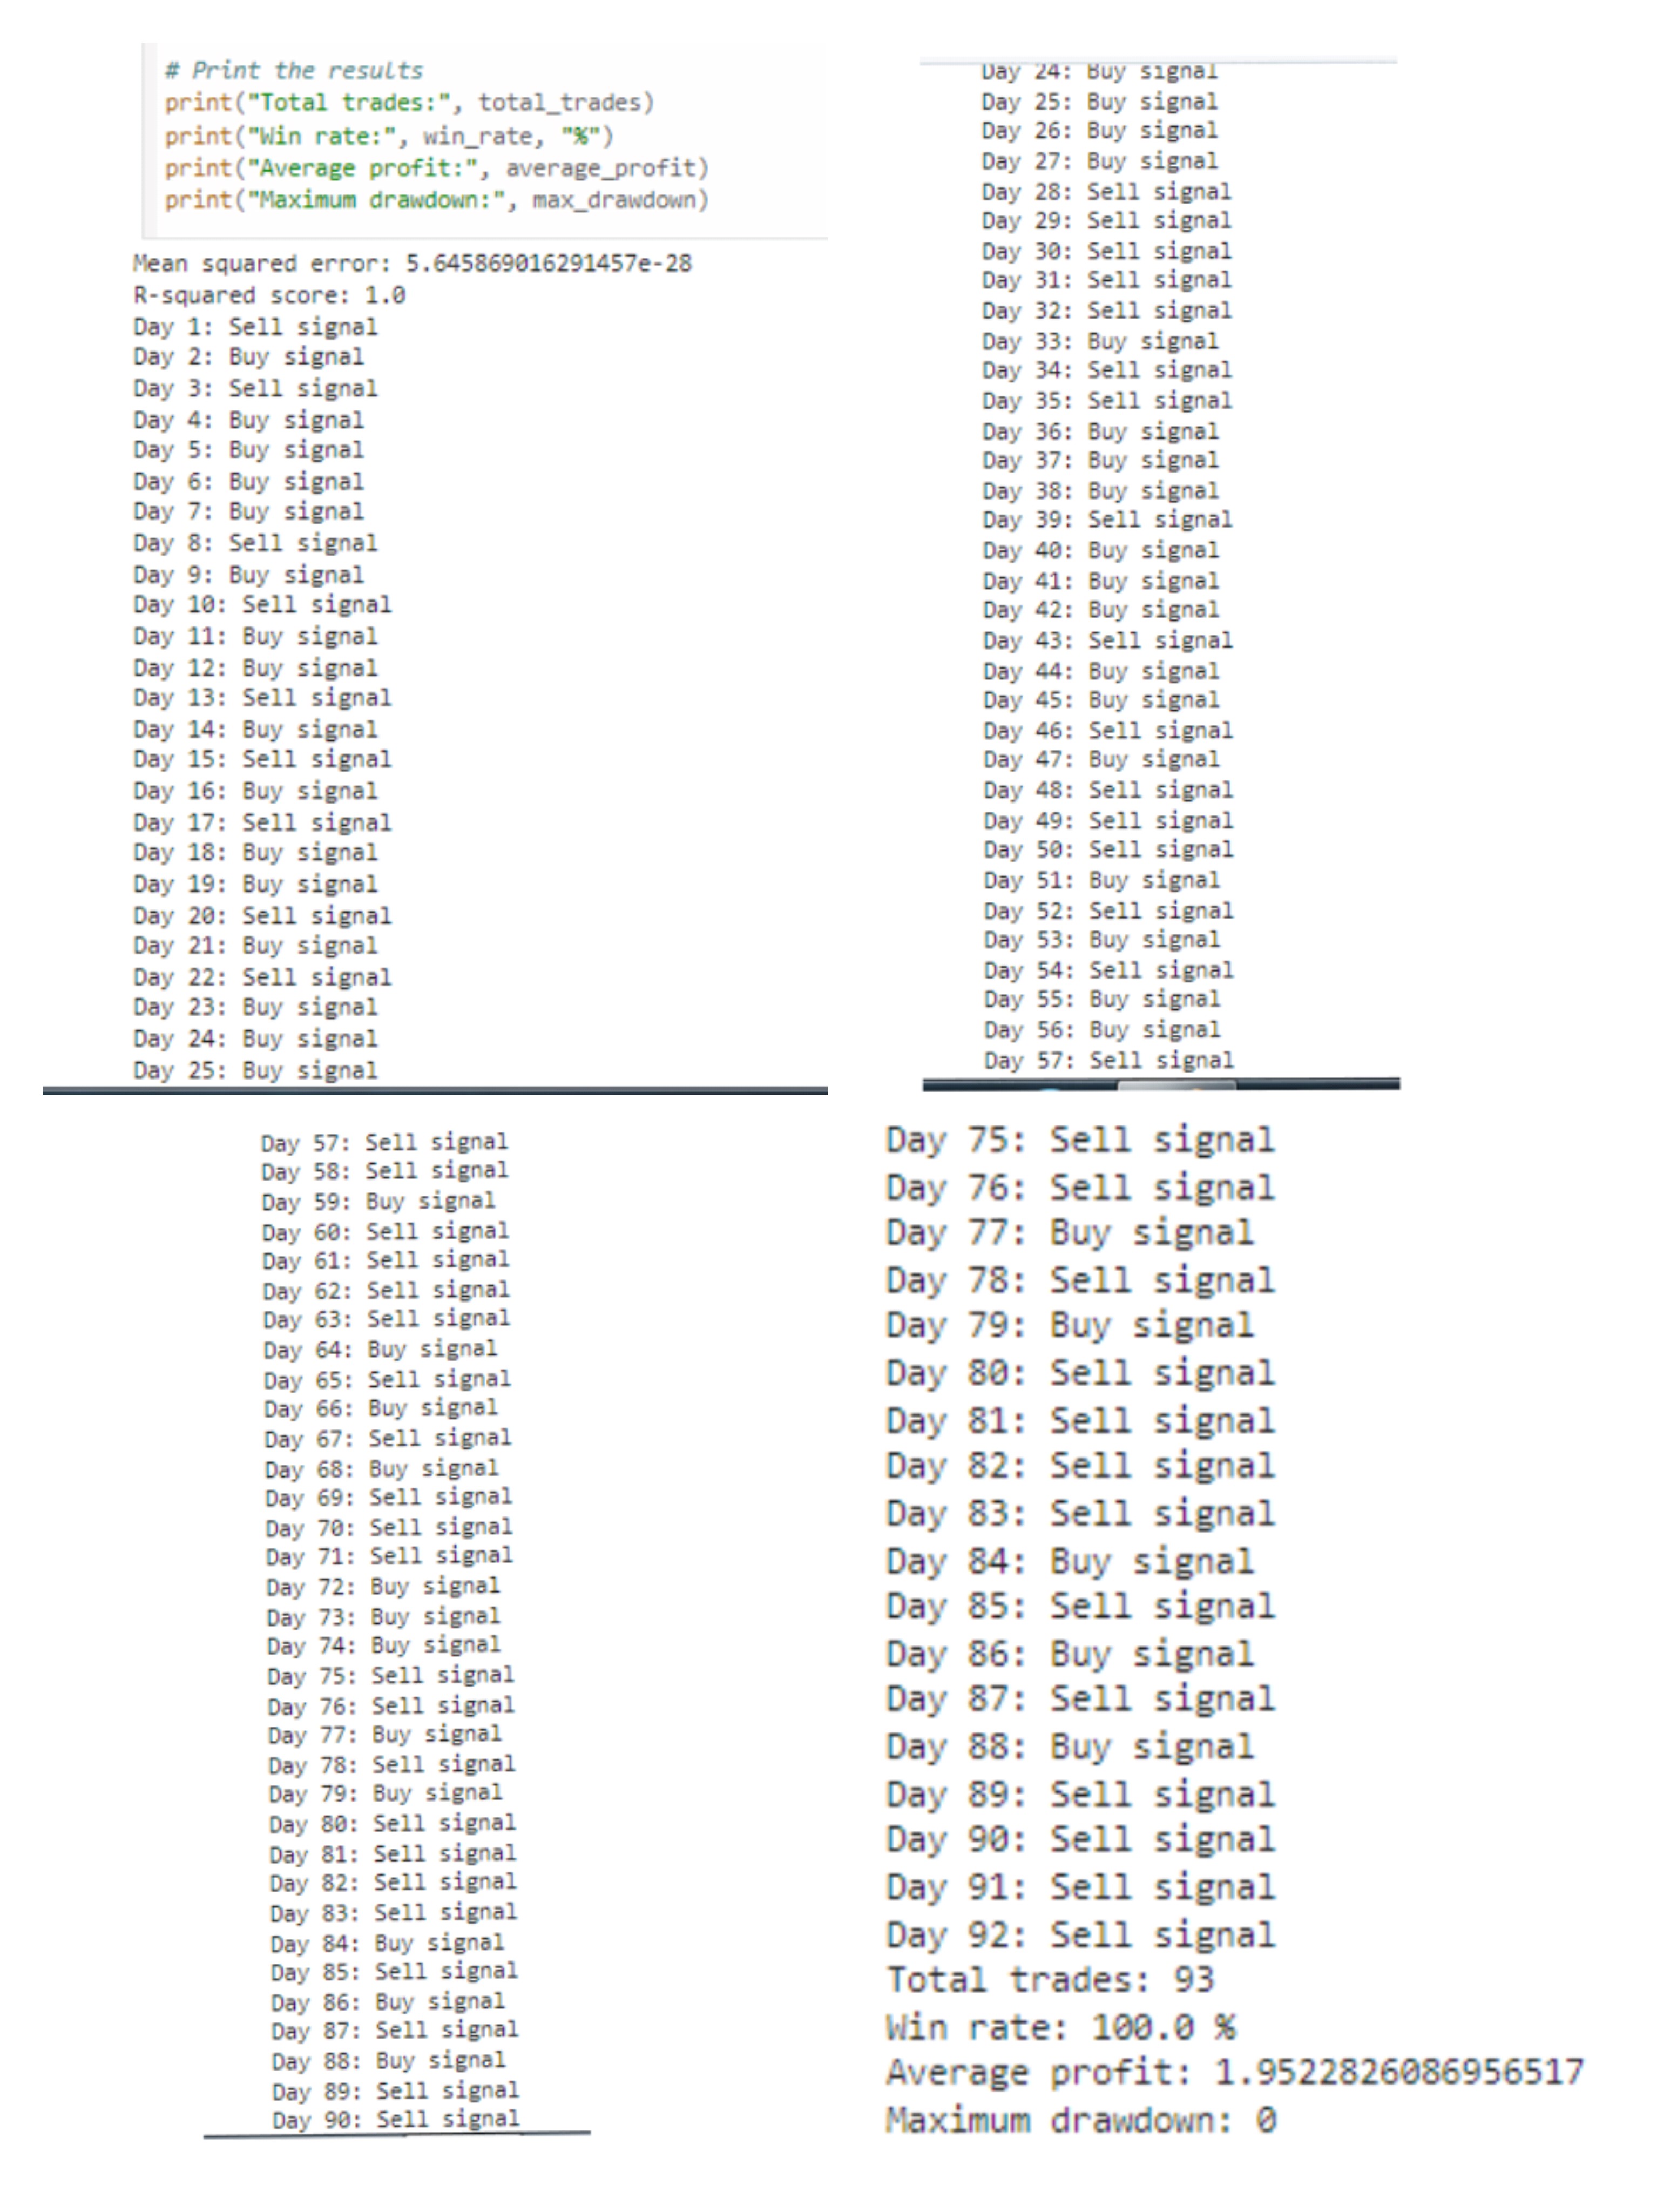 # Print the results
print("Total trades:", total_trades)
print("Win rate:", win_rate, "%")
print("Average profit:", average_profit)
print("Maximum drawdown:", max_drawdown)
Mean squared error: 5.645869016291457e-28
R-squared score: 1.0
Day 1: Sell signal
Day 2: Buy signal
Day 3: Sell signal
Day 4: Buy signal
Day 5: Buy signal
Day 6: Buy signal
Day 7: Buy signal
Day 8: Sell signal
Day 9: Buy signal
Day 10: Sell signal
Day 11: Buy signal
Day 12: Buy signal
Day 13: Sell signal
Day 14: Buy signal
Day 15: Sell signal
Day 16: Buy signal
Day 17: Sell signal
Day 18: Buy signal
Day 19: Buy signal
Day 20: Sell signal
Day 21: Buy signal
Day 22: Sell signal
Day 23: Buy signal
Day 24: Buy signal
Day 25: Buy signal
Day 24: Buy signal
Day 25: Buy signal
Day 26: Buy signal
Day 27: Buy signal
Day 28: Sell signal
Day 29: Sell signal
Day 30: Sell signal
Day 31: Sell signal
Day 32: Sell signal
Day 33: Buy signal
Day 34: Sell signal
Day 35: Sell signal
Day 36: Buy signal
Day 37: Buy signal
Day 38: Buy signal
Day 39: Sell signal
Day 40: Buy signal
Day 41: Buy signal
Day 42: Buy signal
Day 43: Sell signal
Day 44: Buy signal
Day 45: Buy signal
Day 46: Sell signal
Day 47: Buy signal
Day 48: Sell signal
Day 49: Sell signal
Day 50: Sell signal
Day 51: Buy signal
Day 52: Sell signal
Day 53: Buy signal
Day 54: Sell signal
Day 55: Buy signal
Day 56: Buy signal
Day 57: Sell signal
Day 57: Sell signal
Day 58: Sell signal
Day 59: Buy signal
Day 60: Sell signal
Day 61: Sell signal
Day 62: Sell signal
Day 63: Sell signal
Day 64: Buy signal
Day 65: Sell signal
Day 66: Buy signal
Day 67: Sell signal
Day 68: Buy signal
Day 69: Sell signal
Day 70: Sell signal
Day 71: Sell signal
Day 72: Buy signal
Day 73: Buy signal
Day 74: Buy signal
Day 75: Sell signal
Day 76: Sell signal
Day 77: Buy signal
Day 78: Sell signal
Day 79: Buy signal
Day 80: Sell signal
Day 81: Sell signal
Day 82: Sell signal
Day 83: Sell signal
Day 84: Buy signal
Day 85: Sell signal
Day 86: Buy signal
Day 87: Sell signal
Day 88: Buy signal
Day 89: Sell signal
Day 90: Sell signal
Day 75: Sell signal
Day 76: Sell signal
Day 77: Buy signal
Day 78: Sell signal
Day 79: Buy signal
Day 80: Sell signal
Day 81: Sell signal
Day 82: Sell signal
Day 83: Sell signal
Day 84: Buy signal
Day 85: Sell signal
Day 86: Buy signal
Day 87: Sell signal
Day 88: Buy signal
Day 89: Sell signal
Day 90: Sell signal
Day 91: Sell signal
Day 92: Sell signal
Total trades: 93
Win rate: 100.0 %
Average profit: 1.9522826086956517
Maximum drawdown: 0